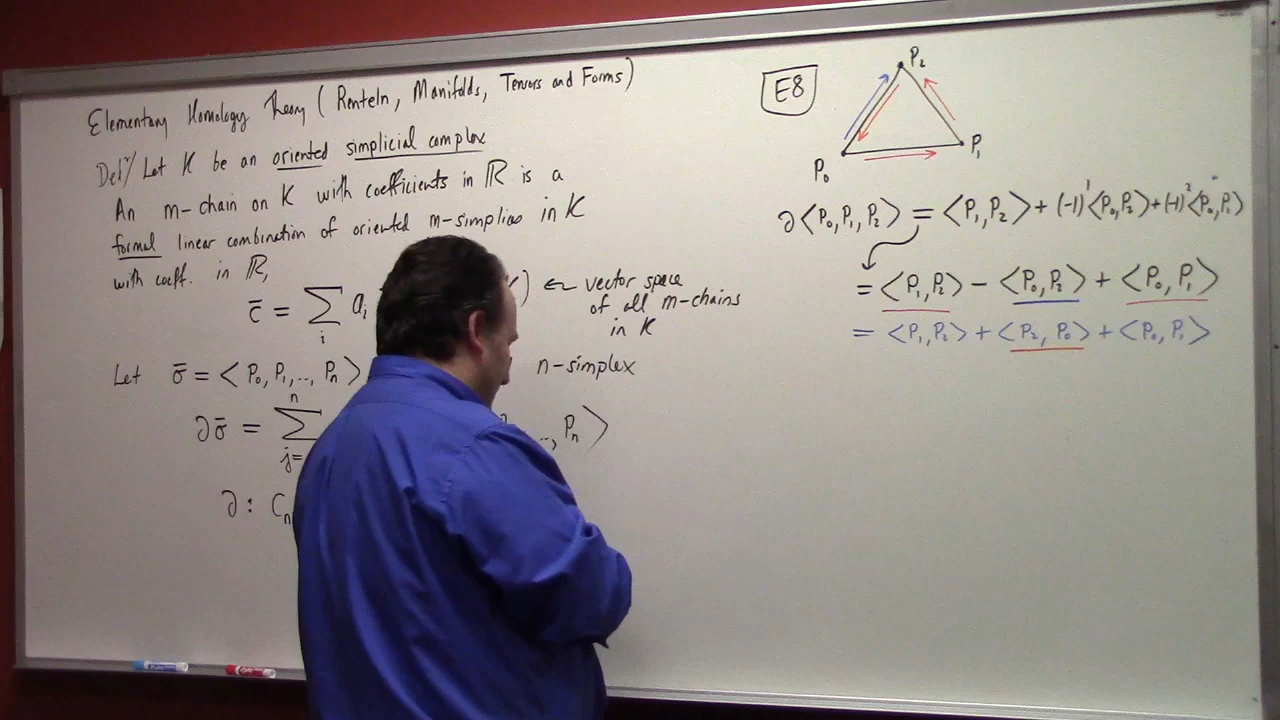 Elementary Homology Theory (Renteln, Manifolds, Tensors and Forms)
Def/ Let K be an oriented simplicial complex
An m-chain on K with coefficients in ℝ is a
formal linear combination of oriented m-simplies in K
with coeff. in ℝ,
c̄ = ∑ᵢ aᵢ ) ← vector space
of all m-chains
in K
Let σ̄ = <P₀, P₁, .., Pₙ> n-simplex
∂σ̄ = ∑ⁿⱼ₌ .., Pₙ>
∂ : Cₙ
E8
P₂
P₁
P₀
∂<P₀, P₁, P₂> = <P₁, P₂> + (-1)¹<P₀, P₂> + (-1)²<P₀, P₁>
= <P₁, P₂> - <P₀, P₂> + <P₀, P₁>
= <P₁, P₂> + <P₂, P₀> + <P₀, P₁>